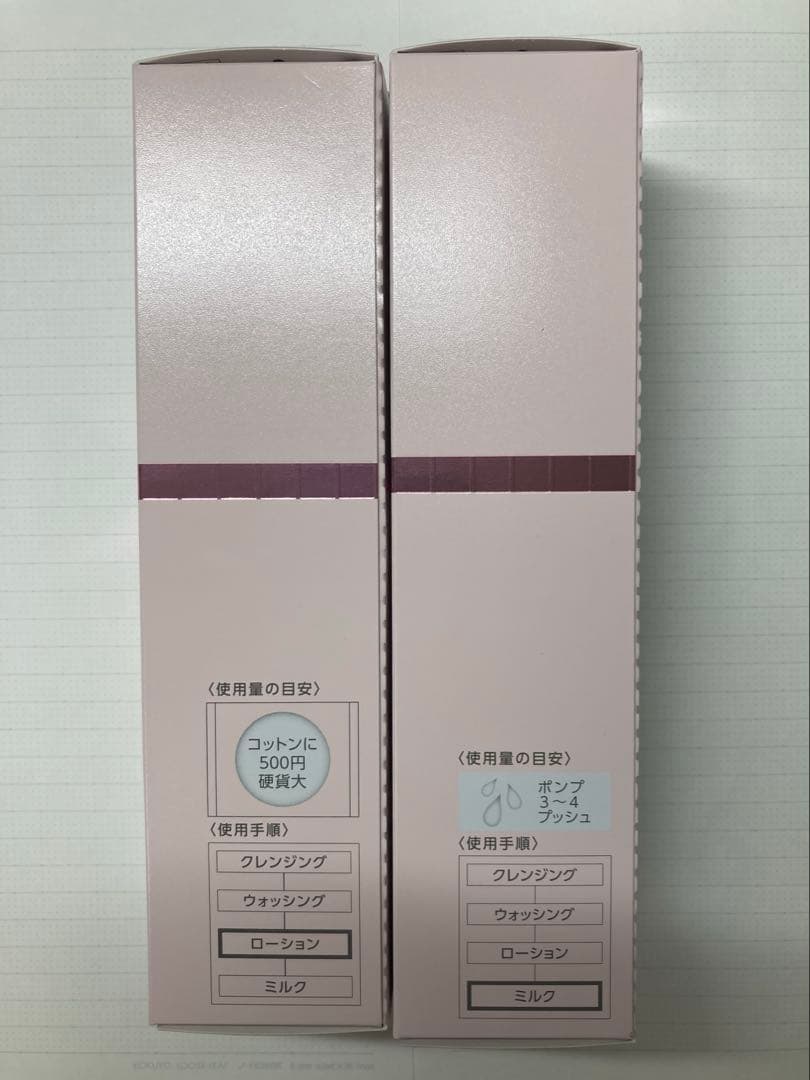 〈使用量の目安〉
コットンに
500円
硬貨大
〈使用手順〉
クレンジング
ウォッシング
ローション
ミルク
〈使用量の目安〉
ポンプ
3〜4
プッシュ
〈使用手順〉
クレンジング
ウォッシング
ローション
ミルク